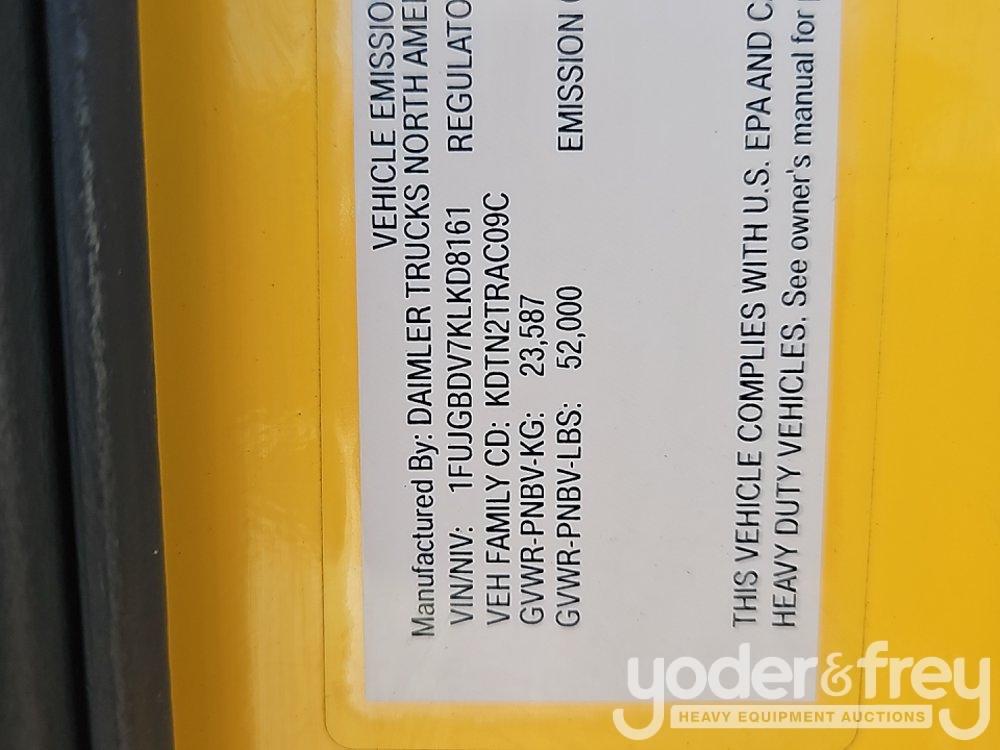 VEHICLE EMISSIO
Manufactured By: DAIMLER TRUCKS NORTH AME
VIN/NIV: 1FUJGBDV7KLKD8161 REGULATO
VEH FAMILY CD: KDTN2TRAC09C
GVWR-PNBV-KG: 23,587
GVWR-PNBV-LBS: 52,000 EMISSION
THIS VEHICLE COMPLIES WITH U.S. EPA AND CA
HEAVY DUTY VEHICLES. See owner's manual for
yoder&frey
HEAVY EQUIPMENT AUCTIONS